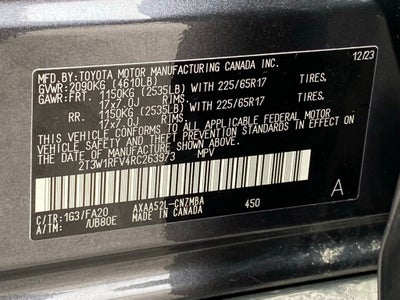 MFD.BY:TOYOTA MOTOR MANUFACTURING CANADA INC. 12/23
GVWR: 2090KG (4610LB)
GAWR:FRT. 1150KG (2535LB) WITH 225/65R17 TIRES,
17x7.0J RIMS,
RR. 1150KG (2535LB) WITH 225/65R17 TIRES,
17x7.0J RIMS.
THIS VEHICLE CONFORMS TO ALL APPLICABLE FEDERAL MOTOR
VEHICLE SAFETY AND THEFT PREVENTION STANDARDS IN EFFECT
ON THE DATE OF MANUFACTURE SHOWN ABOVE.
2T3W1RFV4RC263973 MPV
C/TR: 1G3/FA20 AXAA52L-CNZMBA 450 A
A/TM: /UB80E MADE IN CANADA